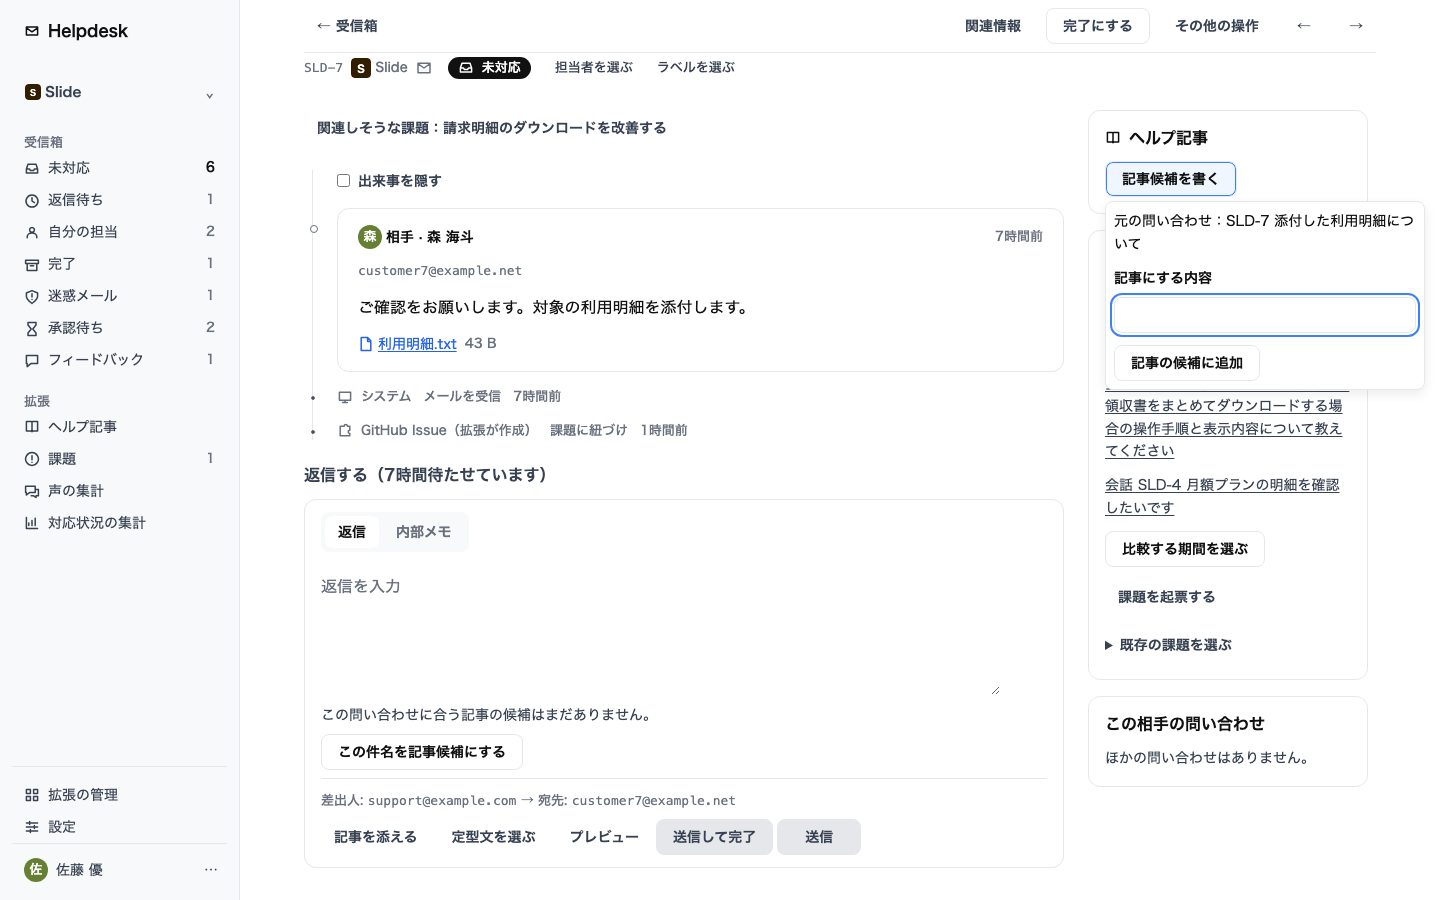 Helpdesk
S Slide
受信箱
未対応 6
返信待ち 1
自分の担当 2
完了 1
迷惑メール 1
承認待ち 2
フィードバック 1
拡張
ヘルプ記事
課題 1
声の集計
対応状況の集計
拡張の管理
設定
佐 佐藤 優 …
← 受信箱
関連情報 完了にする その他の操作 ← →
SLD-7 S Slide 未対応 担当者を選ぶ ラベルを選ぶ
関連しそうな課題：請求明細のダウンロードを改善する
出来事を隠す
森 相手 · 森 海斗 7時間前
customer7@example.net
ご確認をお願いします。対象の利用明細を添付します。
利用明細.txt 43 B
システム メールを受信 7時間前
GitHub Issue（拡張が作成） 課題に紐づけ 1時間前
返信する（7時間待たせています）
返信 内部メモ
返信を入力
この問い合わせに合う記事の候補はまだありません。
この件名を記事候補にする
差出人: support@example.com → 宛先: customer7@example.net
記事を添える 定型文を選ぶ プレビュー 送信して完了 送信
ヘルプ記事
記事候補を書く
元の問い合わせ：SLD-7 添付した利用明細につ
いて
記事にする内容
記事の候補に追加
領収書をまとめてダウンロードする場
合の操作手順と表示内容について教え
てください
会話 SLD-4 月額プランの明細を確認
したいです
比較する期間を選ぶ
課題を起票する
▶ 既存の課題を選ぶ
この相手の問い合わせ
ほかの問い合わせはありません。